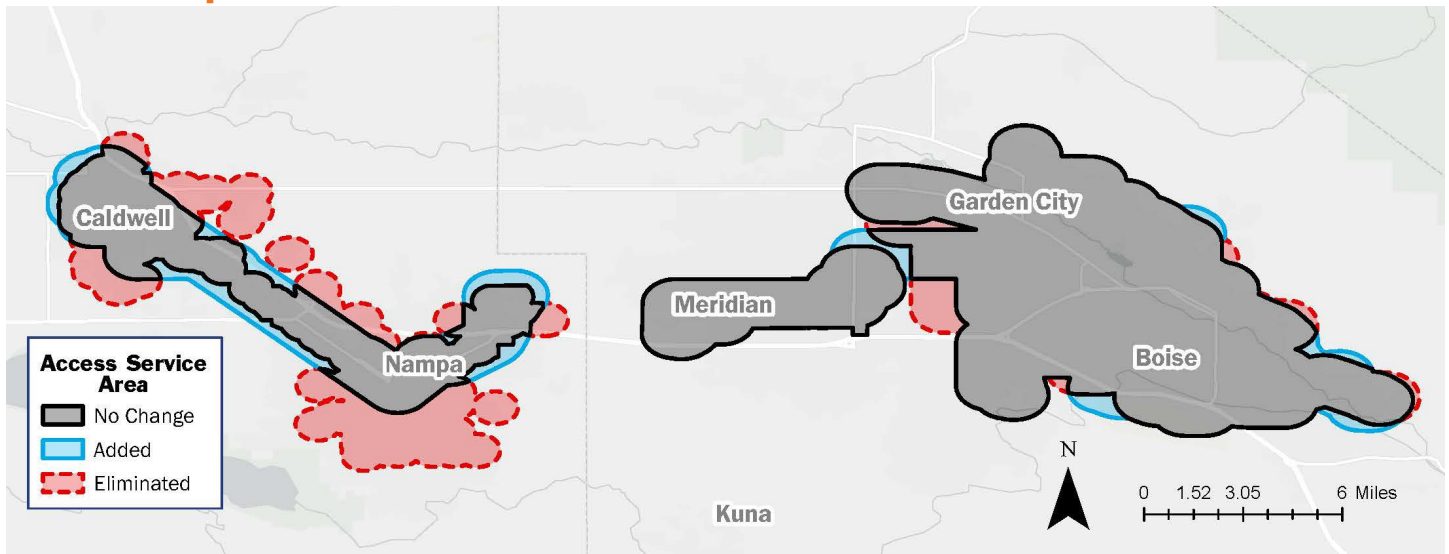 Caldwell
Garden City
Meridian
Nampa
Boise
Kuna
Access Service
Area
No Change
Added
Eliminated
N
0 1.52 3.05 6 Miles